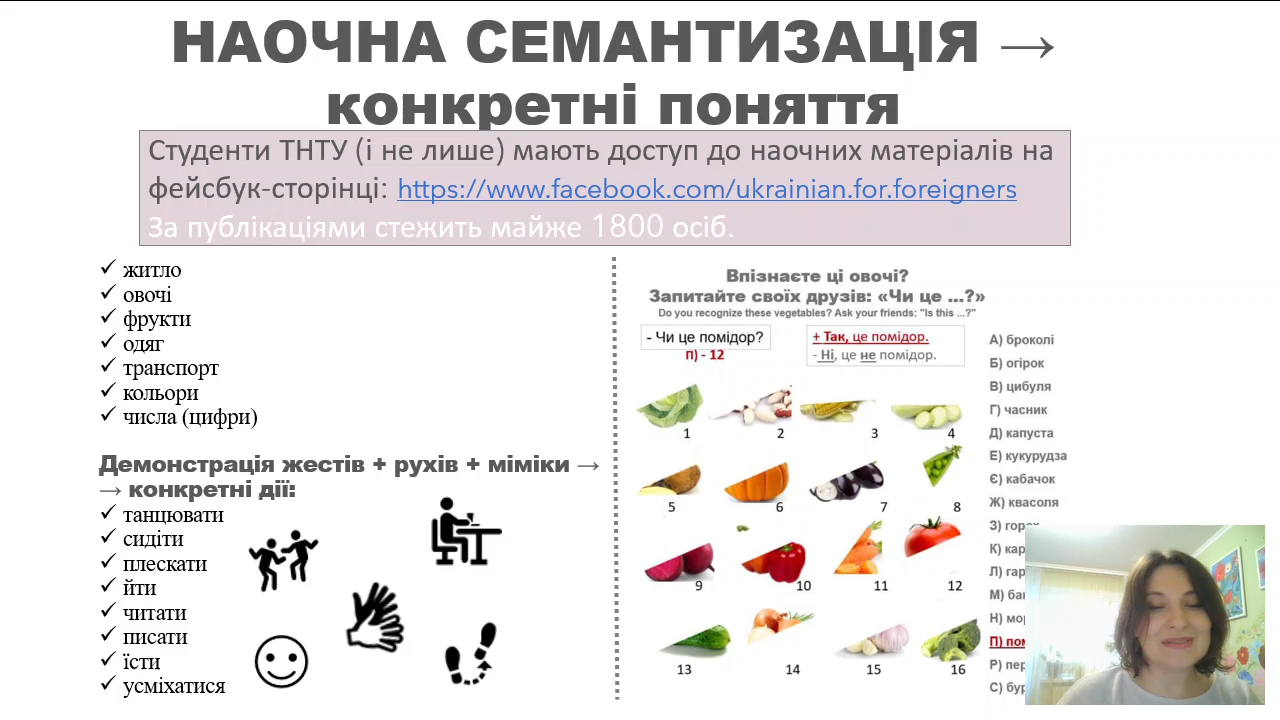 НАОЧНА СЕМАНТИЗАЦІЯ →
конкретні поняття
Студенти ТНТУ (і не лише) мають доступ до наочних матеріалів на
фейсбук-сторінці: https://www.facebook.com/ukrainian.for.foreigners
За публікаціями стежить майже 1800 осіб.
✓ житло
✓ овочі
✓ фрукти
✓ одяг
✓ транспорт
✓ кольори
✓ числа (цифри)
Демонстрація жестів + рухів + міміки →
→ конкретні дії:
✓ танцювати
✓ сидіти
✓ плескати
✓ йти
✓ читати
✓ писати
✓ їсти
✓ усміхатися
Впізнаєте ці овочі?
Запитайте своїх друзів: «Чи це ...?»
Do you recognize these vegetables? Ask your friends: "Is this ...?"
- Чи це помідор?
П) - 12
+ Так, це помідор.
- Ні, це не помідор.
1 2 3 4
5 6 7 8
9 10 11 12
13 14 15 16
А) броколі
Б) огірок
В) цибуля
Г) часник
Д) капуста
Е) кукурудза
Є) кабачок
Ж) квасоля
З)
К)
Л)
М)
Н)
П)
Р)
С)